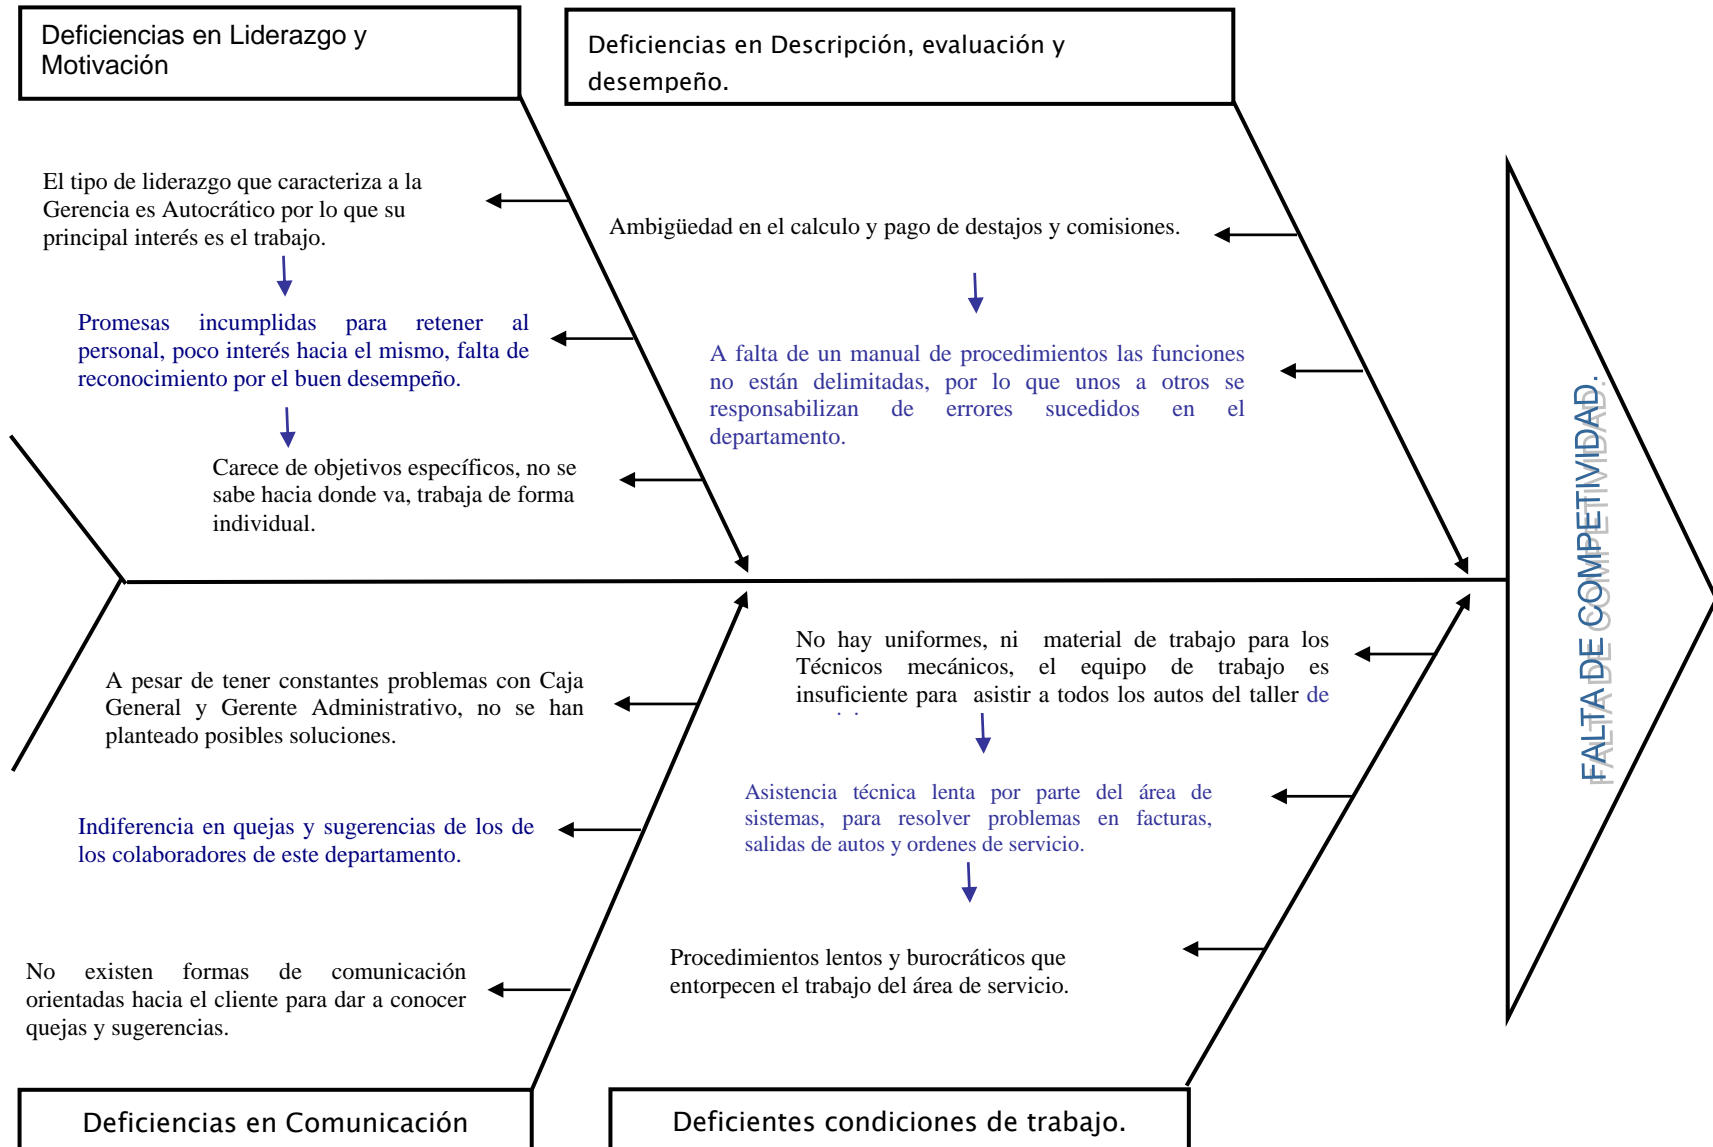 Deficiencias en Liderazgo y
Motivación
Deficiencias en Descripción, evaluación y
desempeño.
El tipo de liderazgo que caracteriza a la
Gerencia es Autocrático por lo que su
principal interés es el trabajo.
Ambigüedad en el calculo y pago de destajos y comisiones.
Promesas incumplidas para retener al
personal, poco interés hacia el mismo, falta de
reconocimiento por el buen desempeño.
A falta de un manual de procedimientos las funciones
no están delimitadas, por lo que unos a otros se
responsabilizan de errores sucedidos en el
departamento.
Carece de objetivos específicos, no se
sabe hacia donde va, trabaja de forma
individual.
FALTA DE COMPETIVIDAD.
A pesar de tener constantes problemas con Caja
General y Gerente Administrativo, no se han
planteado posibles soluciones.
No hay uniformes, ni material de trabajo para los
Técnicos mecánicos, el equipo de trabajo es
insuficiente para asistir a todos los autos del taller de
Indiferencia en quejas y sugerencias de los de
los colaboradores de este departamento.
Asistencia técnica lenta por parte del área de
sistemas, para resolver problemas en facturas,
salidas de autos y ordenes de servicio.
No existen formas de comunicación
orientadas hacia el cliente para dar a conocer
quejas y sugerencias.
Procedimientos lentos y burocráticos que
entorpecen el trabajo del área de servicio.
Deficiencias en Comunicación
Deficientes condiciones de trabajo.